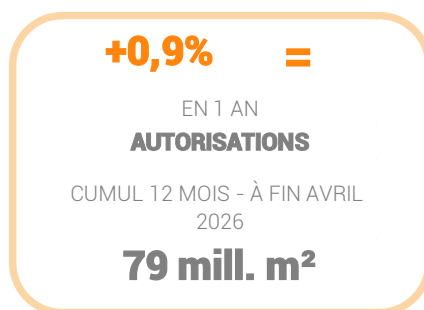 +0,9% =
EN 1 AN
AUTORISATIONS
CUMUL 12 MOIS - À FIN AVRIL
2026
79 mill. m²